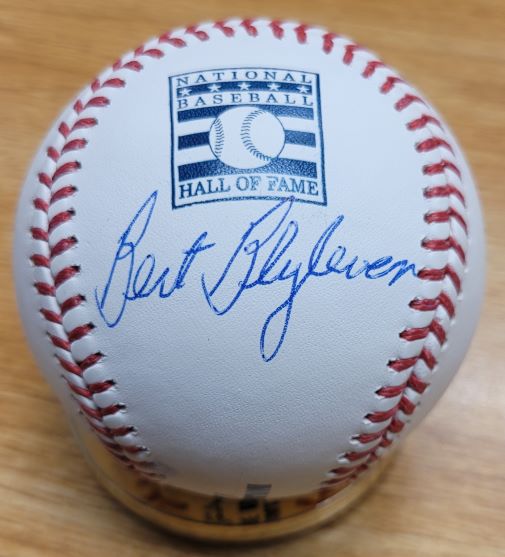 NATIONAL
BASEBALL
HALL OF FAME
Bert Blyleven